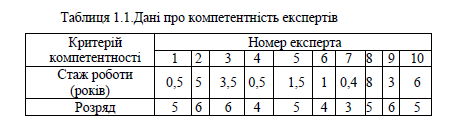 Таблиця 1.1.Дані про компетентність експертів
Критерій компетентності Номер експерта
1 2 3 4 5 6 7 8 9 10
Стаж роботи (років) 0,5 5 3,5 0,5 1,5 1 0,4 8 3 6
Розряд 5 6 6 4 5 4 3 5 6 5